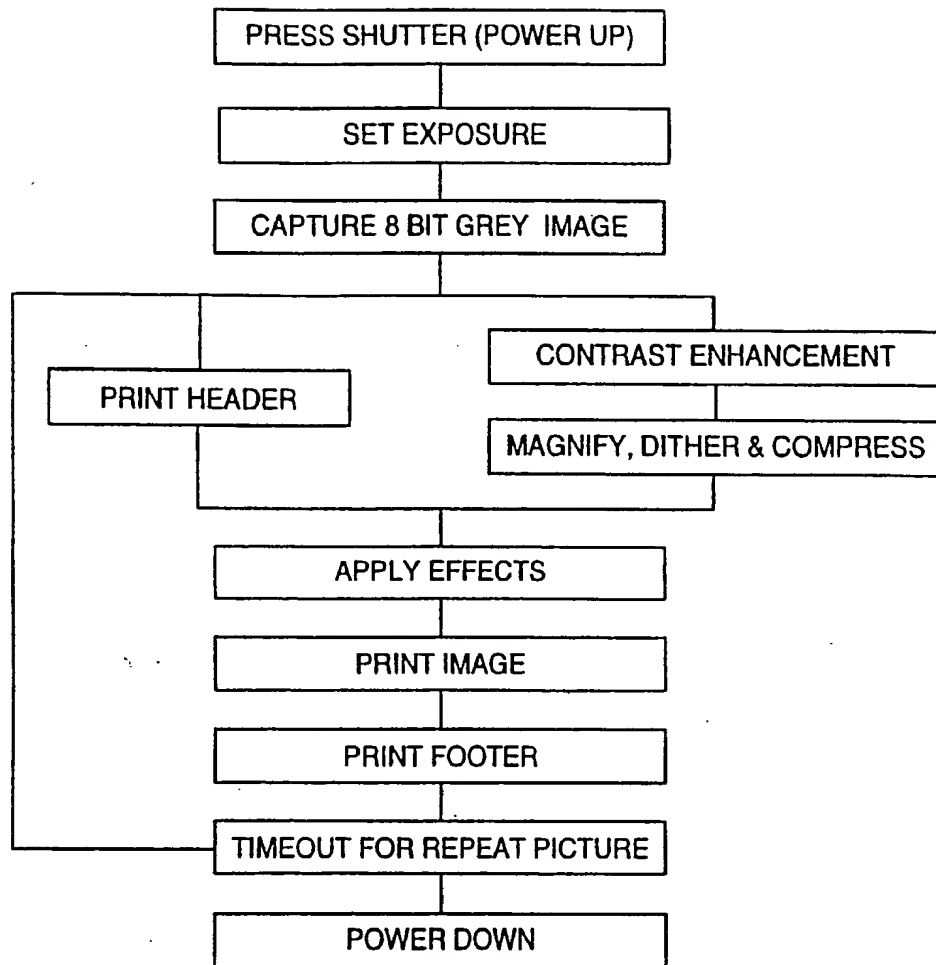 PRESS SHUTTER (POWER UP)
SET EXPOSURE
CAPTURE 8 BIT GREY IMAGE
CONTRAST ENHANCEMENT
PRINT HEADER
MAGNIFY, DITHER & COMPRESS
APPLY EFFECTS
PRINT IMAGE
PRINT FOOTER
TIMEOUT FOR REPEAT PICTURE
POWER DOWN